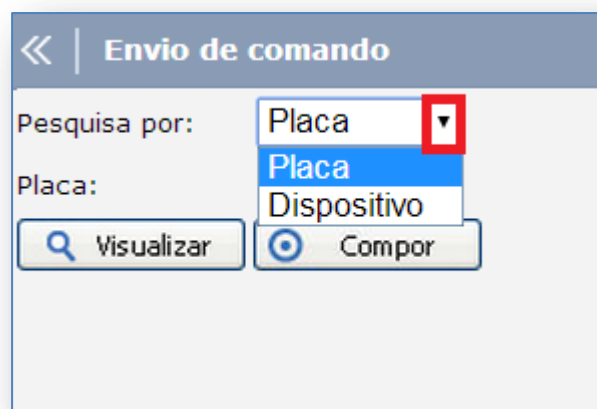 Envio de comando
Pesquisa por: Placa
Placa
Placa:
Dispositivo
Visualizar Compor